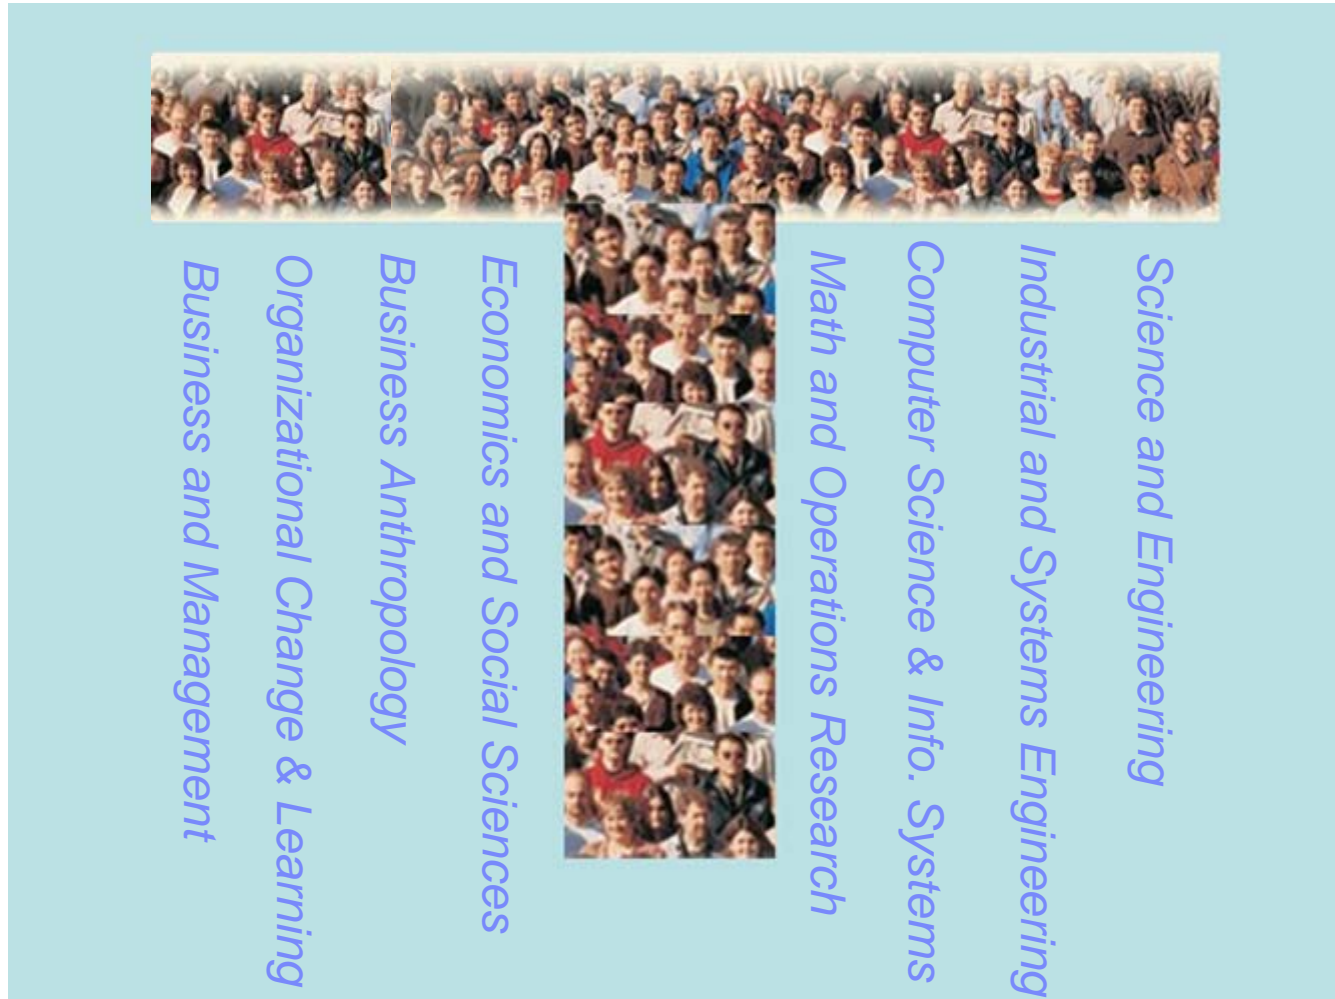 Business and Management
Organizational Change & Learning
Business Anthropology
Economics and Social Sciences
Math and Operations Research
Computer Science & Info. Systems
Industrial and Systems Engineering
Science and Engineering